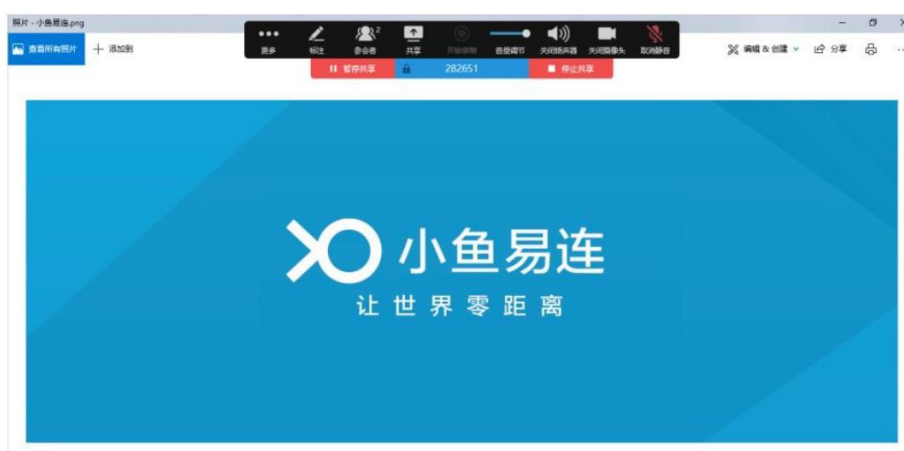 照片 - 小鱼易连.png
查看所有照片 添加到
更多 标注 参会者 2 共享 开始录制 音量调节 关闭扬声器 关闭摄像头 取消静音
编辑 & 创建 分享
暂停共享 282651 停止共享
小鱼易连
让世界零距离